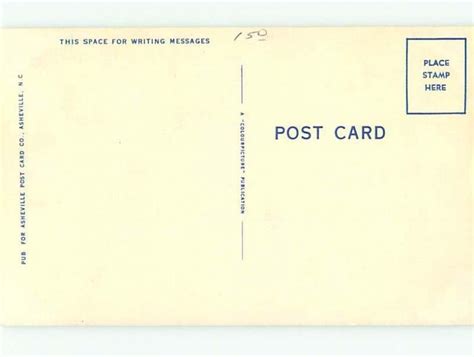 THIS SPACE FOR WRITING MESSAGES
150
PLACE
STAMP
HERE
POST CARD
PUB. FOR ASHEVILLE POST CARD CO., ASHEVILLE, N.C.
A "COLOURPICTURE" PUBLICATION